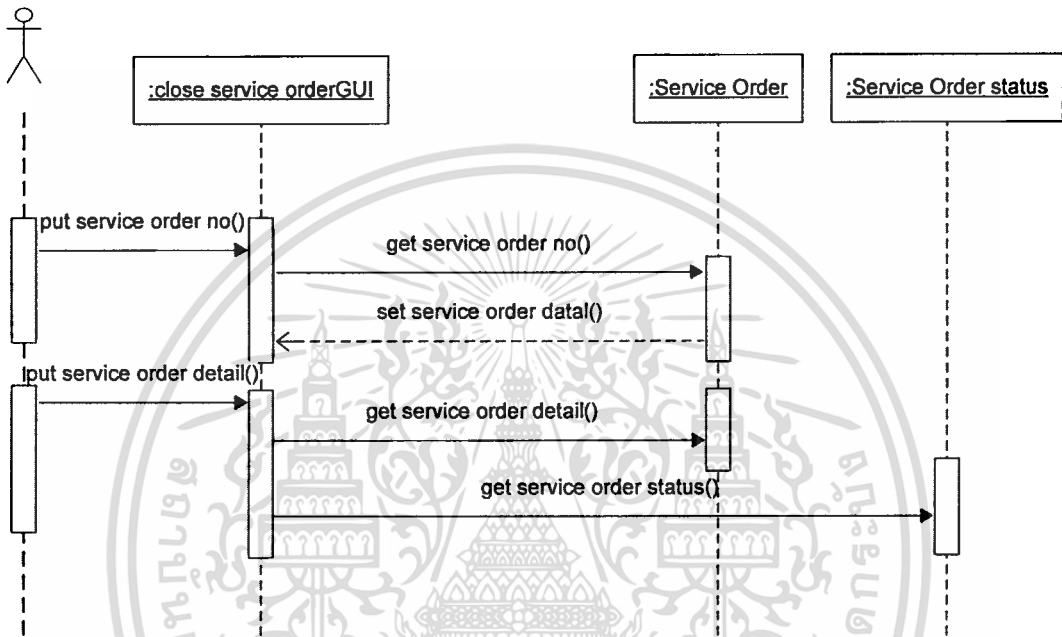 :close service orderGUI
:Service Order
:Service Order status
put service order no()
get service order no()
set service order datal()
put service order detail()
get service order detail()
get service order status()